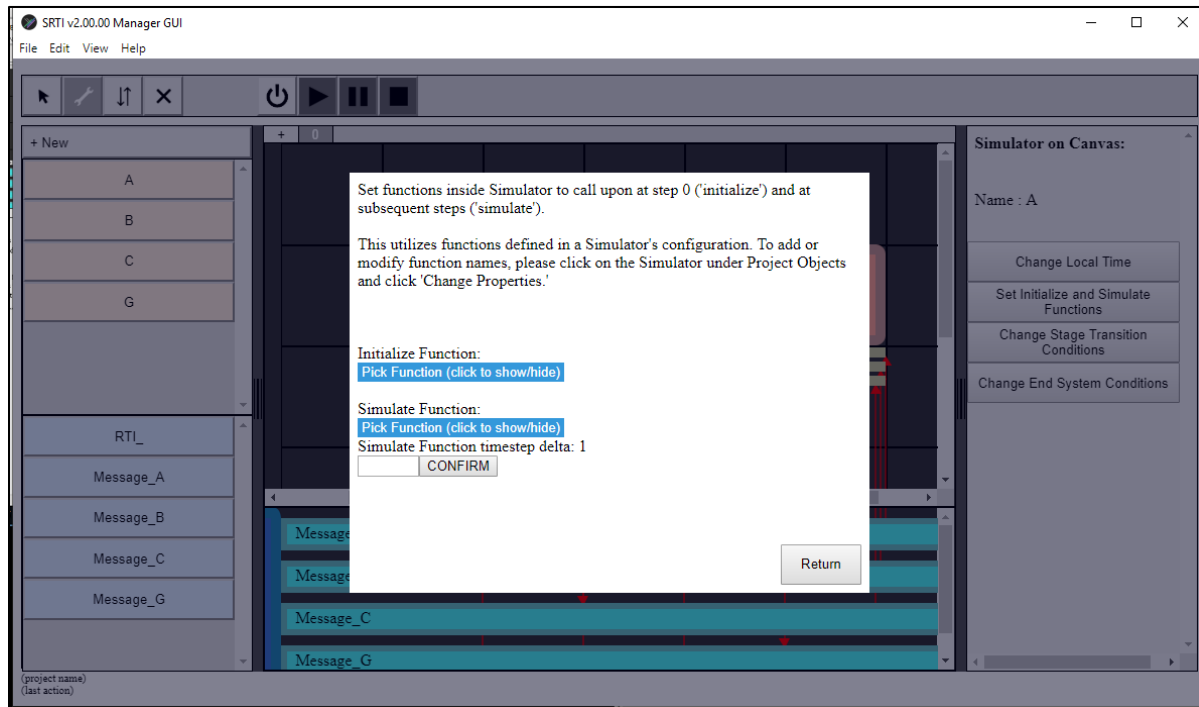 SRTI v2.00.00 Manager GUI
File Edit View Help
+ New
A
B
C
G
RTI_
Message_A
Message_B
Message_C
Message_G
+ 0
Set functions inside Simulator to call upon at step 0 ('initialize') and at
subsequent steps ('simulate').
This utilizes functions defined in a Simulator's configuration. To add or
modify function names, please click on the Simulator under Project Objects
and click 'Change Properties.'
Initialize Function:
Pick Function (click to show/hide)
Simulate Function:
Pick Function (click to show/hide)
Simulate Function timestep delta: 1
CONFIRM
Return
Message
Message
Message_C
Message_G
Simulator on Canvas:
Name : A
Change Local Time
Set Initialize and Simulate
Functions
Change Stage Transition
Conditions
Change End System Conditions
(project name)
(last action)